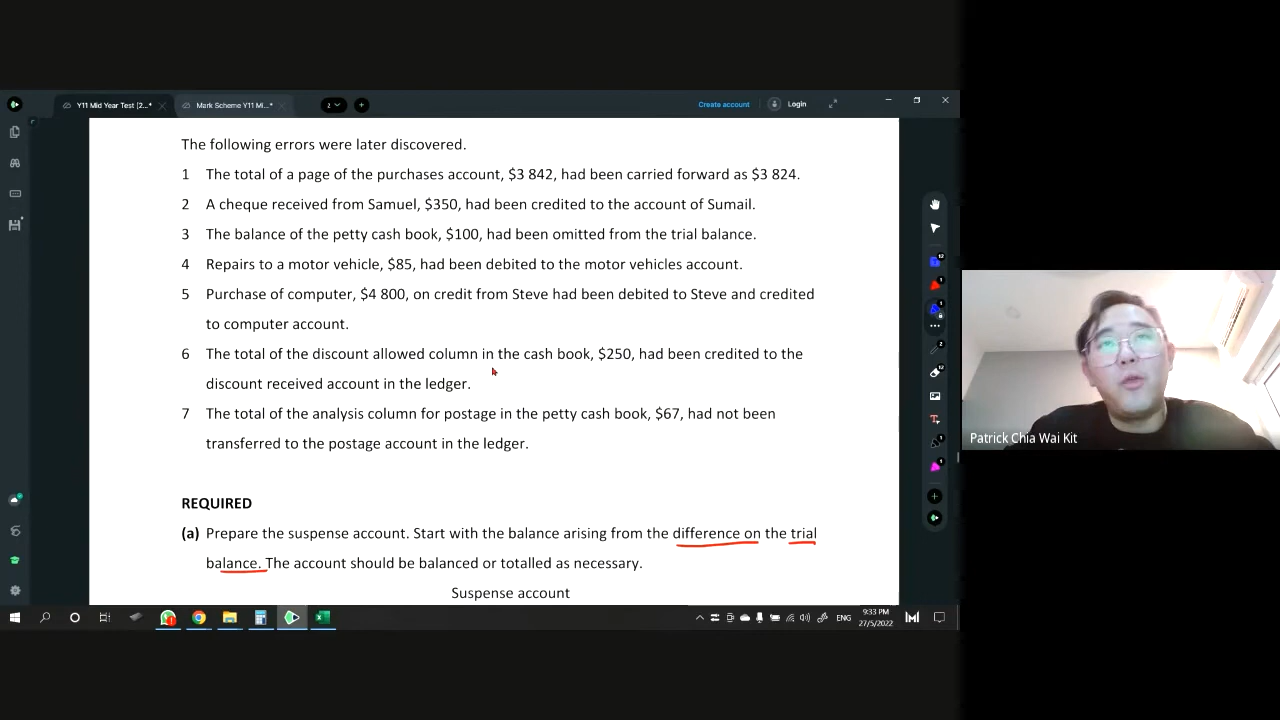 Y11 Mid Year Test [2...*
Mark Scheme Y11 Mi...*
2
Create account
Login
The following errors were later discovered.
1 The total of a page of the purchases account, $3 842, had been carried forward as $3 824.
2 A cheque received from Samuel, $350, had been credited to the account of Sumail.
3 The balance of the petty cash book, $100, had been omitted from the trial balance.
4 Repairs to a motor vehicle, $85, had been debited to the motor vehicles account.
5 Purchase of computer, $4 800, on credit from Steve had been debited to Steve and credited
to computer account.
6 The total of the discount allowed column in the cash book, $250, had been credited to the
discount received account in the ledger.
7 The total of the analysis column for postage in the petty cash book, $67, had not been
transferred to the postage account in the ledger.
REQUIRED
(a) Prepare the suspense account. Start with the balance arising from the difference on the trial
balance. The account should be balanced or totalled as necessary.
Suspense account
Patrick Chia Wai Kit
ENG
9:33 PM
27/5/2022